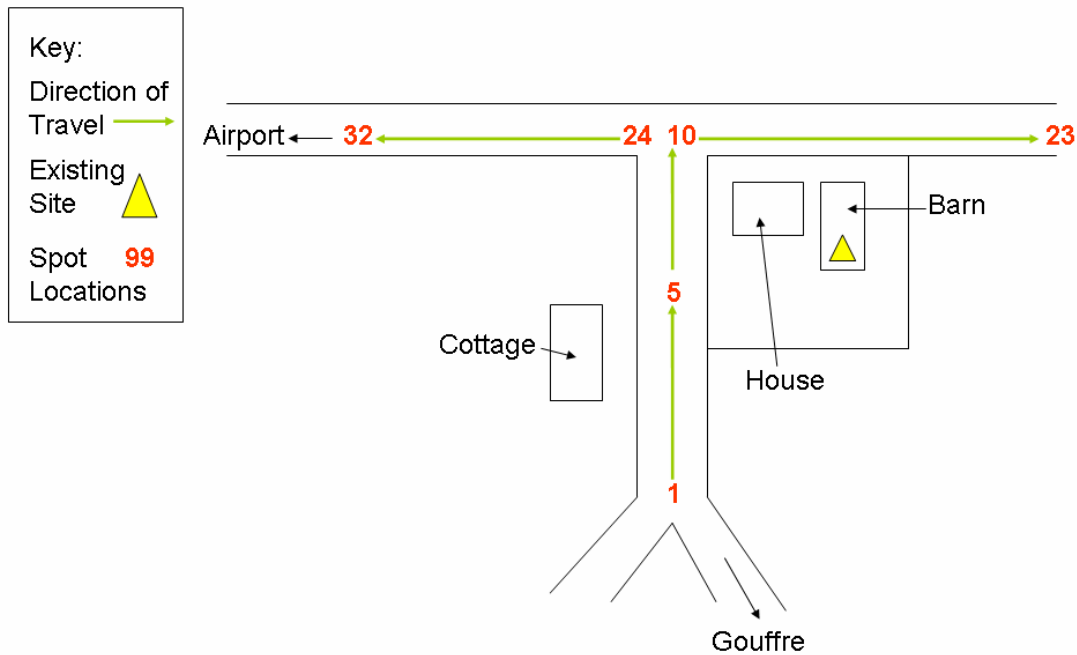 Key:
Direction of
Travel
Existing
Site
Spot 99
Locations
Airport 32 24 10 23
Barn
5
Cottage
House
1
Gouffre